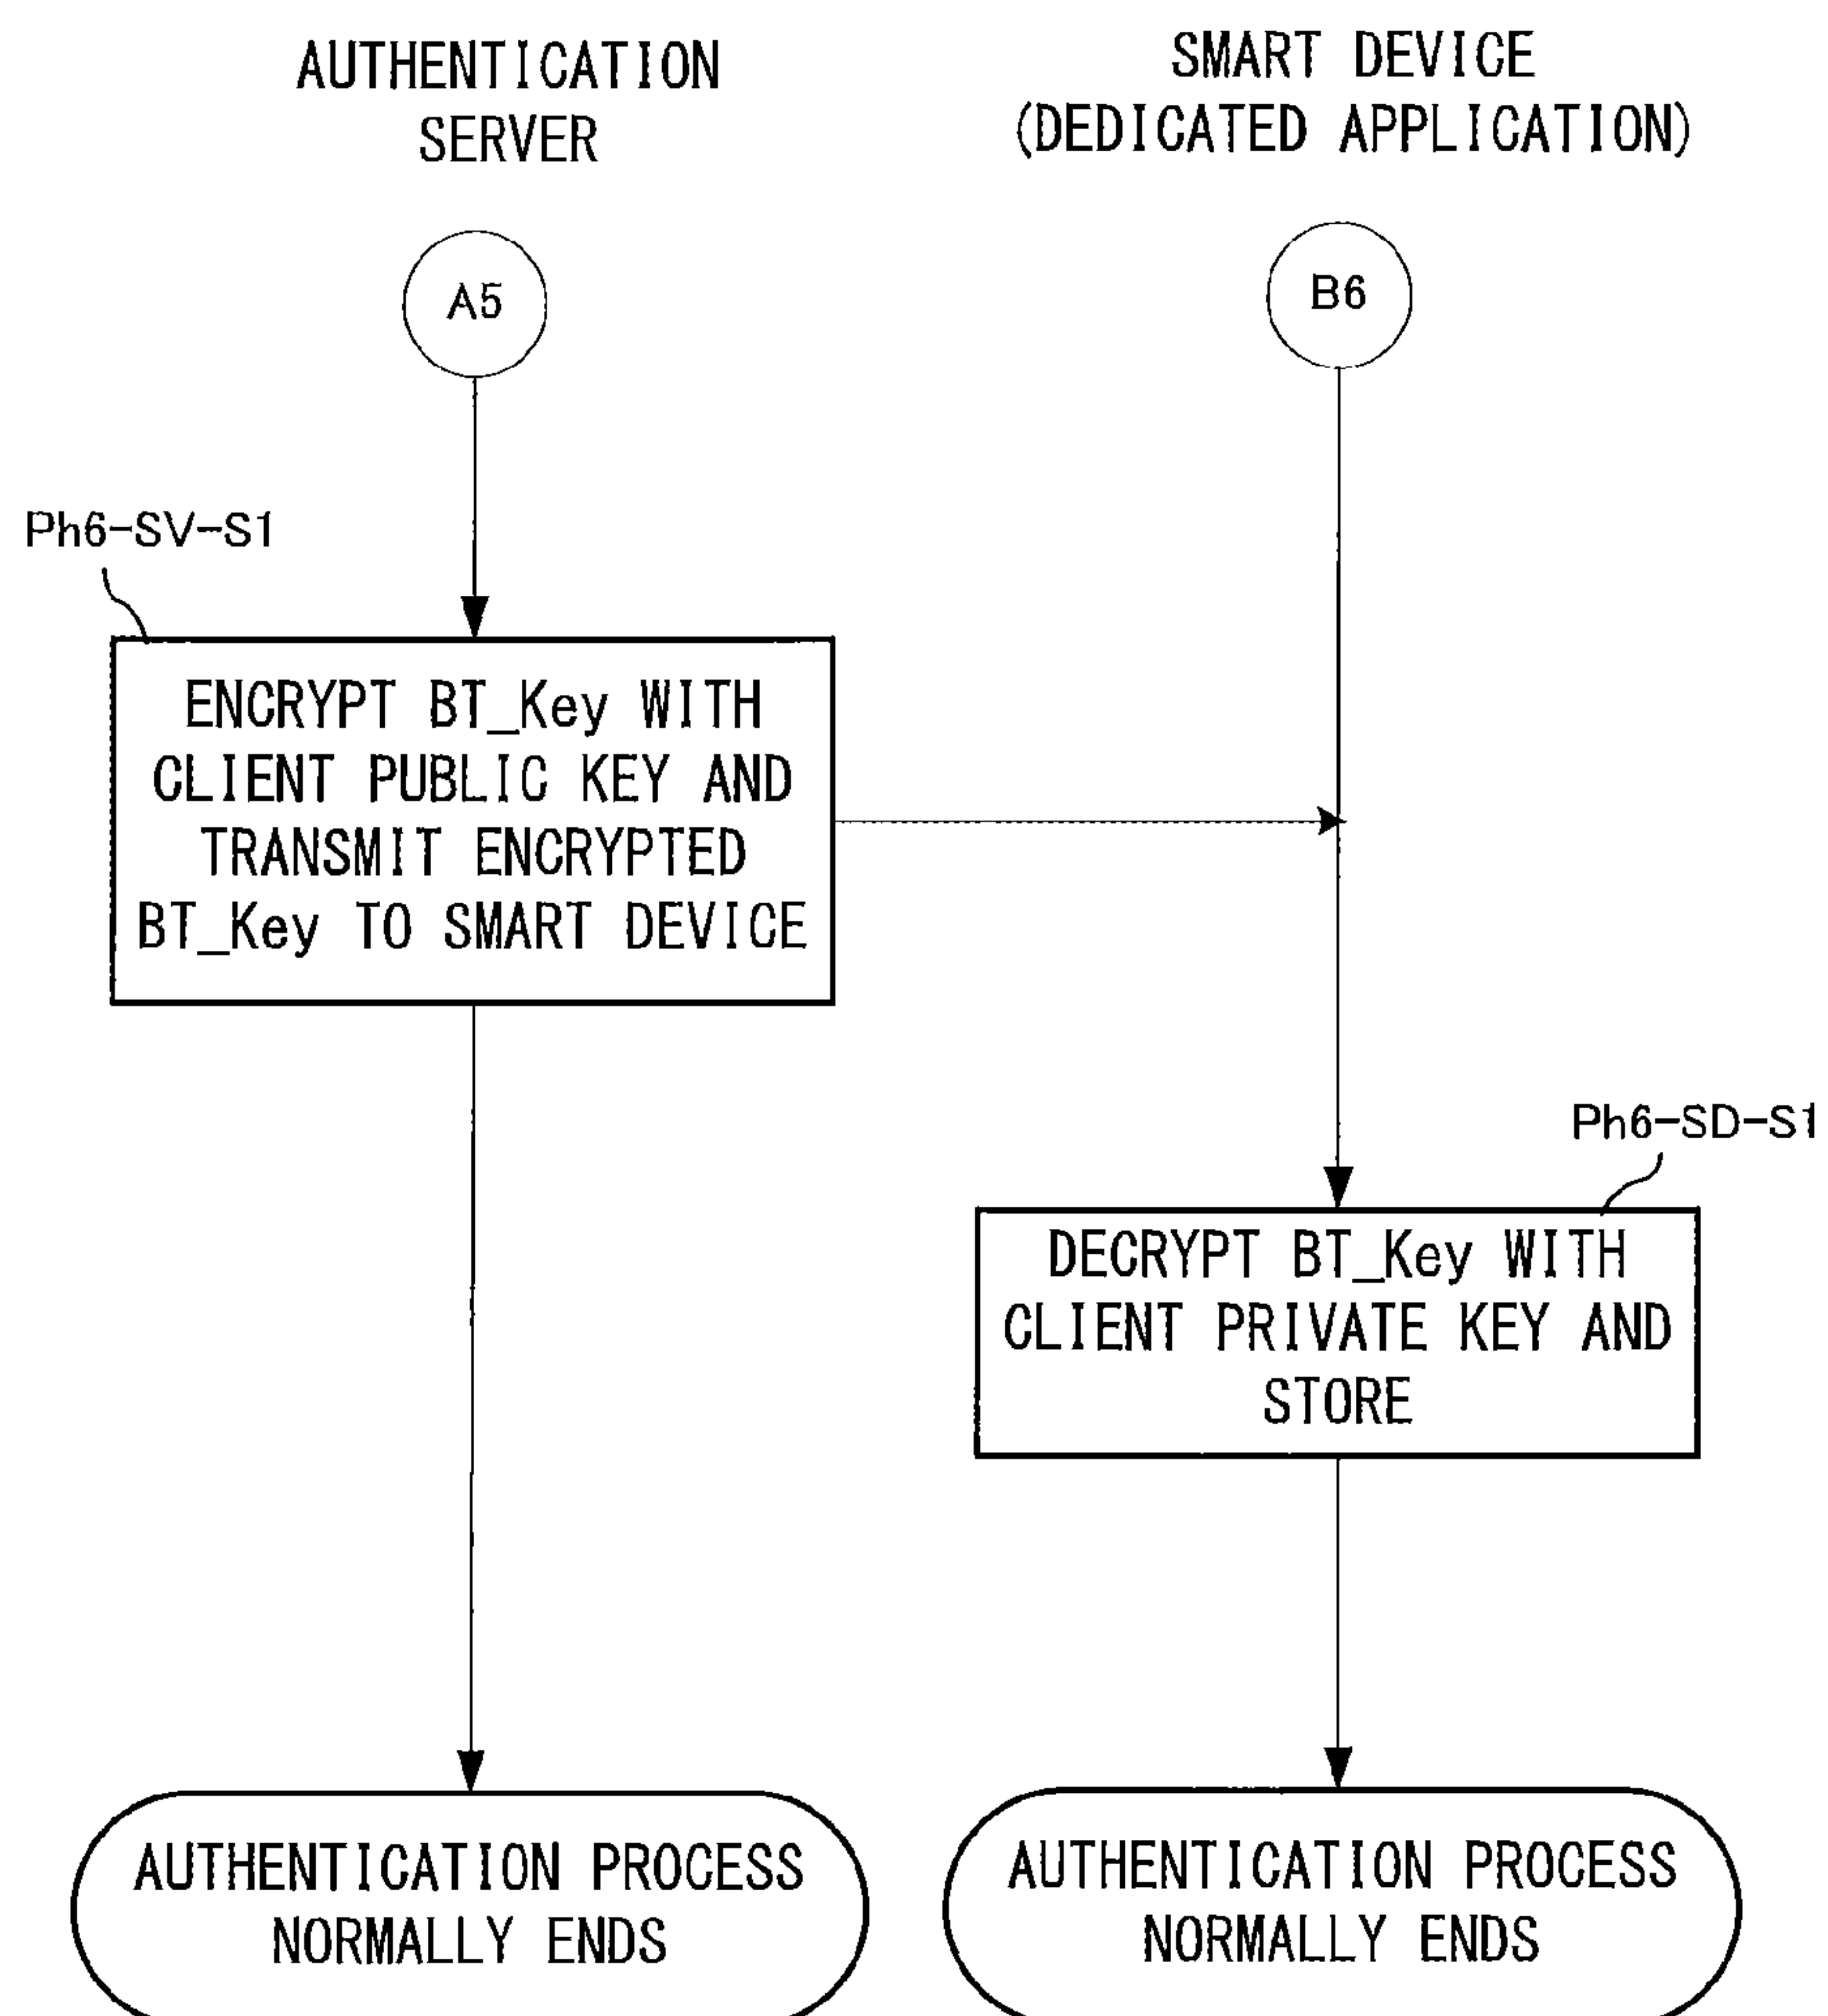 AUTHENTICATION
SERVER
SMART DEVICE
(DEDICATED APPLICATION)
A5
B6
Ph6-SV-S1
ENCRYPT BT_Key WITH
CLIENT PUBLIC KEY AND
TRANSMIT ENCRYPTED
BT_Key TO SMART DEVICE
Ph6-SD-S1
DECRYPT BT_Key WITH
CLIENT PRIVATE KEY AND
STORE
AUTHENTICATION PROCESS
NORMALLY ENDS
AUTHENTICATION PROCESS
NORMALLY ENDS